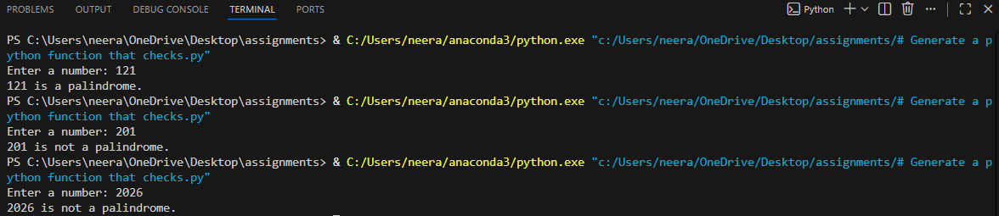 PROBLEMS OUTPUT DEBUG CONSOLE TERMINAL PORTS Python
PS C:\Users\neera\OneDrive\Desktop\assignments> & C:/Users/neera/anaconda3/python.exe "c:/Users/neera/OneDrive/Desktop/assignments/# Generate a p
ython function that checks.py"
Enter a number: 121
121 is a palindrome.
PS C:\Users\neera\OneDrive\Desktop\assignments> & C:/Users/neera/anaconda3/python.exe "c:/Users/neera/OneDrive/Desktop/assignments/# Generate a p
ython function that checks.py"
Enter a number: 201
201 is not a palindrome.
PS C:\Users\neera\OneDrive\Desktop\assignments> & C:/Users/neera/anaconda3/python.exe "c:/Users/neera/OneDrive/Desktop/assignments/# Generate a p
ython function that checks.py"
Enter a number: 2026
2026 is not a palindrome.